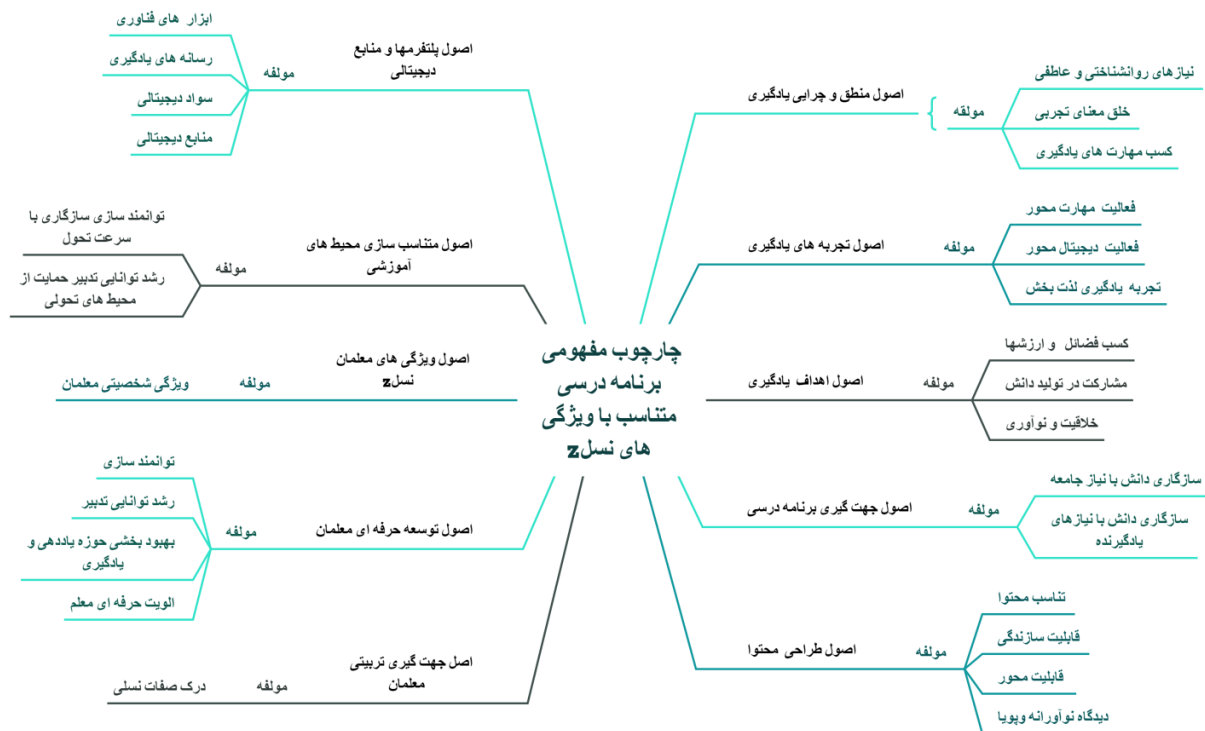 چارچوب مفهومی
برنامه درسی
متناسب با ویژگی
های نسلz
اصول منطق و چرایی یادگیری
مولقه
نیازهای روانشناختی و عاطفی
خلق معنای تجربی
کسب مهارت های یادگیری
اصول تجربه های یادگیری
مولفه
فعالیت مهارت محور
فعالیت دیجیتال محور
تجربه یادگیری لذت بخش
اصول اهداف یادگیری
مولفه
کسب فضائل و ارزشها
مشارکت در تولید دانش
خلاقیت و نوآوری
اصول جهت گیری برنامه درسی
مولفه
سازگاری دانش با نیاز جامعه
سازگاری دانش با نیازهای
یادگیرنده
اصول طراحی محتوا
مولفه
تناسب محتوا
قابلیت سازندگی
قابلیت محور
دیدگاه نوآورانه وپویا
اصول پلتفرمها و منابع
دیجیتالی
مولفه
ابزار های فناوری
رسانه های یادگیری
سواد دیجیتالی
منابع دیجیتالی
اصول متناسب سازی محیط های
آموزشی
مولفه
توانمند سازی سازگاری با
سرعت تحول
رشد توانایی تدبیر حمایت از
محیط های تحولی
اصول ویژگی های معلمان
نسلz
مولفه
ویژگی شخصیتی معلمان
اصول توسعه حرفه ای معلمان
مولفه
توانمند سازی
رشد توانایی تدبیر
بهبود بخشی حوزه یاددهی و
یادگیری
الویت حرفه ای معلم
اصل جهت گیری تربیتی
معلمان
مولفه
درک صفات نسلی